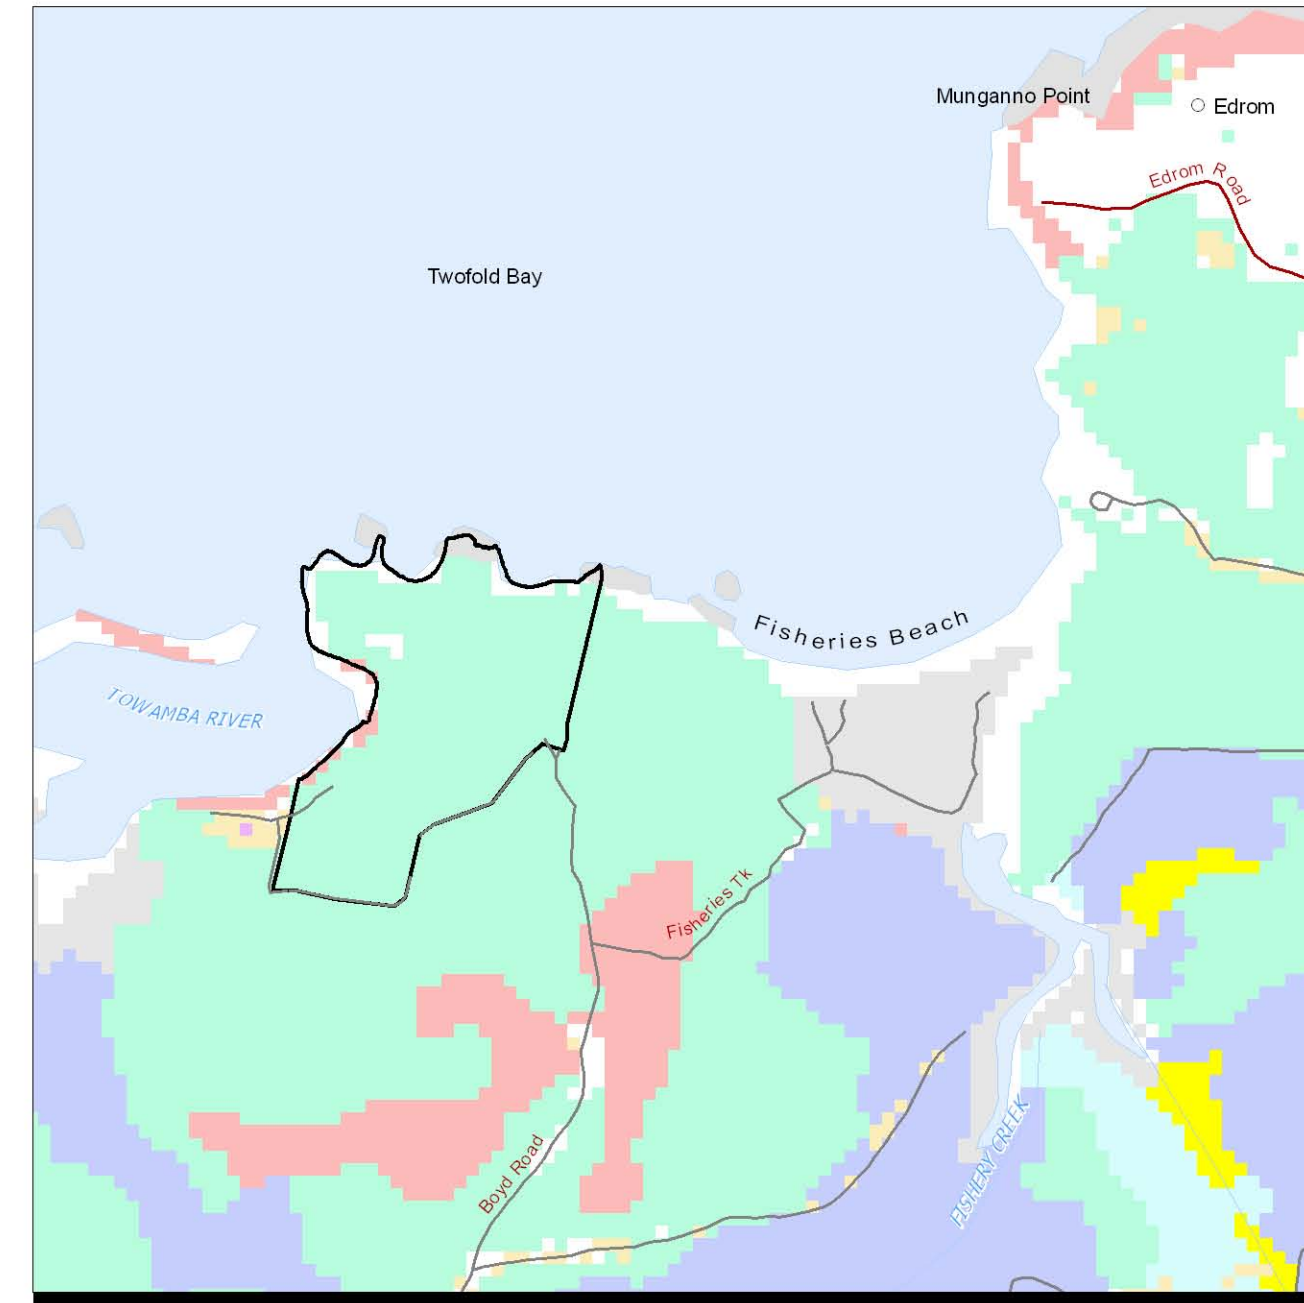 Munganno Point
Edrom
Edrom Road
Twofold Bay
Fisheries Beach
TOWAMBA RIVER
Fisheries Tk
Boyd Road
FISHERY CREEK